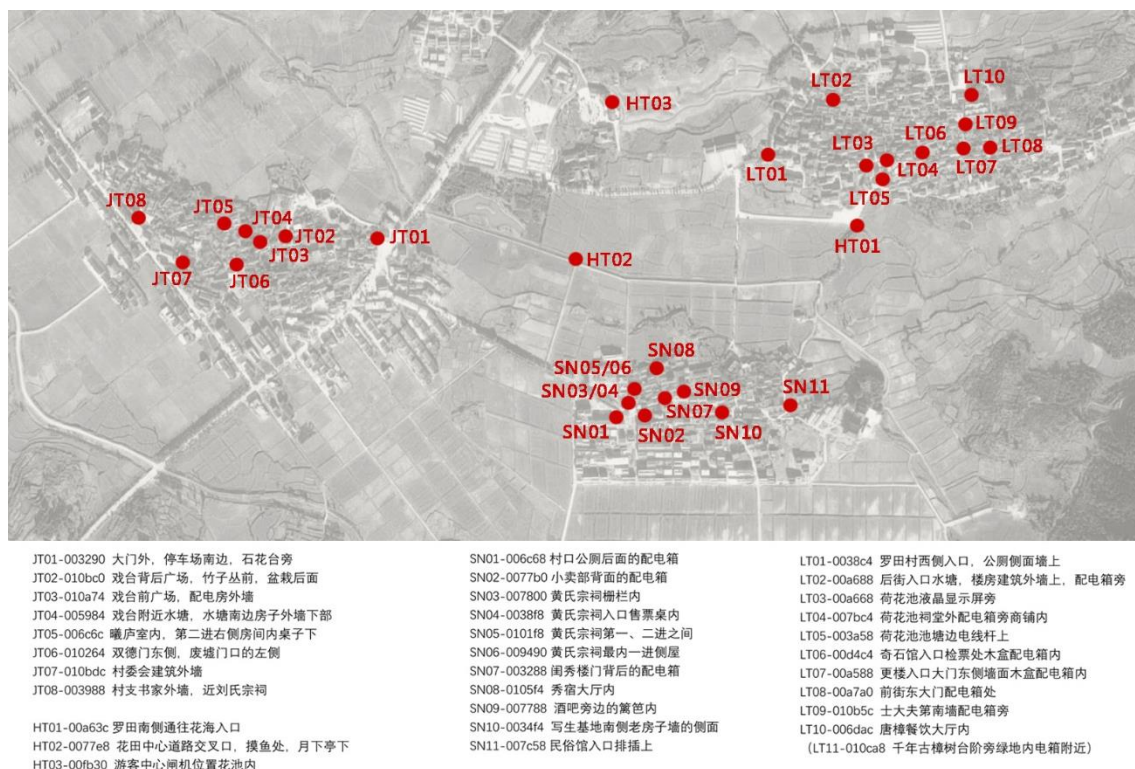 HT03
LT02
LT10
LT09
LT06
LT03
LT08
LT07
LT04
LT01
LT05
HT01
JT08
JT05
JT04
JT02
JT01
JT03
JT07
JT06
HT02
SN08
SN05/06
SN03/04
SN09
SN11
SN07
SN01
SN02
SN10
JT01-003290 大门外，停车场南边，石花台旁
JT02-010bc0 戏台背后广场，竹子丛前，盆栽后面
JT03-010a74 戏台前广场，配电房外墙
JT04-005984 戏台附近水塘，水塘南边房子外墙下部
JT05-006c6c 曦庐室内，第二进右侧房间内桌子下
JT06-010264 双德门东侧，废墟门口的左侧
JT07-010bdc 村委会建筑外墙
JT08-003988 村支书家外墙，近刘氏宗祠
HT01-00a63c 罗田南侧通往花海入口
HT02-0077e8 花田中心道路交叉口，摸鱼处，月下亭下
HT03-00fb30 游客中心闸机位置花池内
SN01-006c68 村口公厕后面的配电箱
SN02-0077b0 小卖部背面的配电箱
SN03-007800 黄氏宗祠栅栏内
SN04-0038f8 黄氏宗祠入口售票桌内
SN05-0101f8 黄氏宗祠第一、二进之间
SN06-009490 黄氏宗祠最内一进侧屋
SN07-003288 闺秀楼门背后的配电箱
SN08-0105f4 秀宿大厅内
SN09-007788 酒吧旁边的篱笆内
SN10-0034f4 写生基地南侧老房子墙的侧面
SN11-007c58 民俗馆入口排插上
LT01-0038c4 罗田村西侧入口，公厕侧面墙上
LT02-00a688 后街入口水塘，楼房建筑外墙上，配电箱旁
LT03-00a668 荷花池液晶显示屏旁
LT04-007bc4 荷花池祠堂外配电箱旁商铺内
LT05-003a58 荷花池池塘边电线杆上
LT06-00d4c4 奇石馆入口检票处木盒配电箱内
LT07-00a588 更楼入口大门东侧墙面木盒配电箱内
LT08-00a7a0 前街东大门配电箱处
LT09-010b5c 士大夫第南墙配电箱旁
LT10-006dac 唐樟餐饮大厅内
（LT11-010ca8 千年古樟树台阶旁绿地内电箱附近）